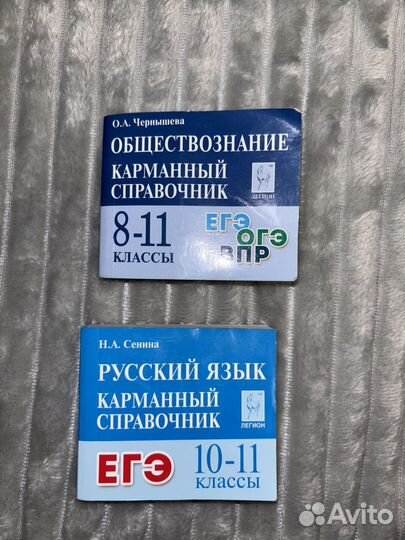 О.А. Чернышева
ОБЩЕСТВОЗНАНИЕ
КАРМАННЫЙ
СПРАВОЧНИК
ЛЕГИОН
8-11
КЛАССЫ
ЕГЭ
ОГЭ
ВПР
Н.А. Сенина
РУССКИЙ ЯЗЫК
КАРМАННЫЙ
СПРАВОЧНИК
ЛЕГИОН
ЕГЭ
10-11
КЛАССЫ
Avito